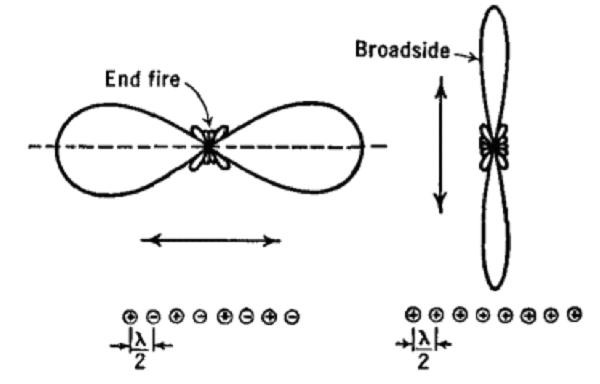 End fire
Broadside
⊕ ⊖ ⊕ ⊖ ⊕ ⊖ ⊕ ⊖
λ/2
⊕ ⊕ ⊕ ⊕ ⊕ ⊕ ⊕ ⊕
λ/2